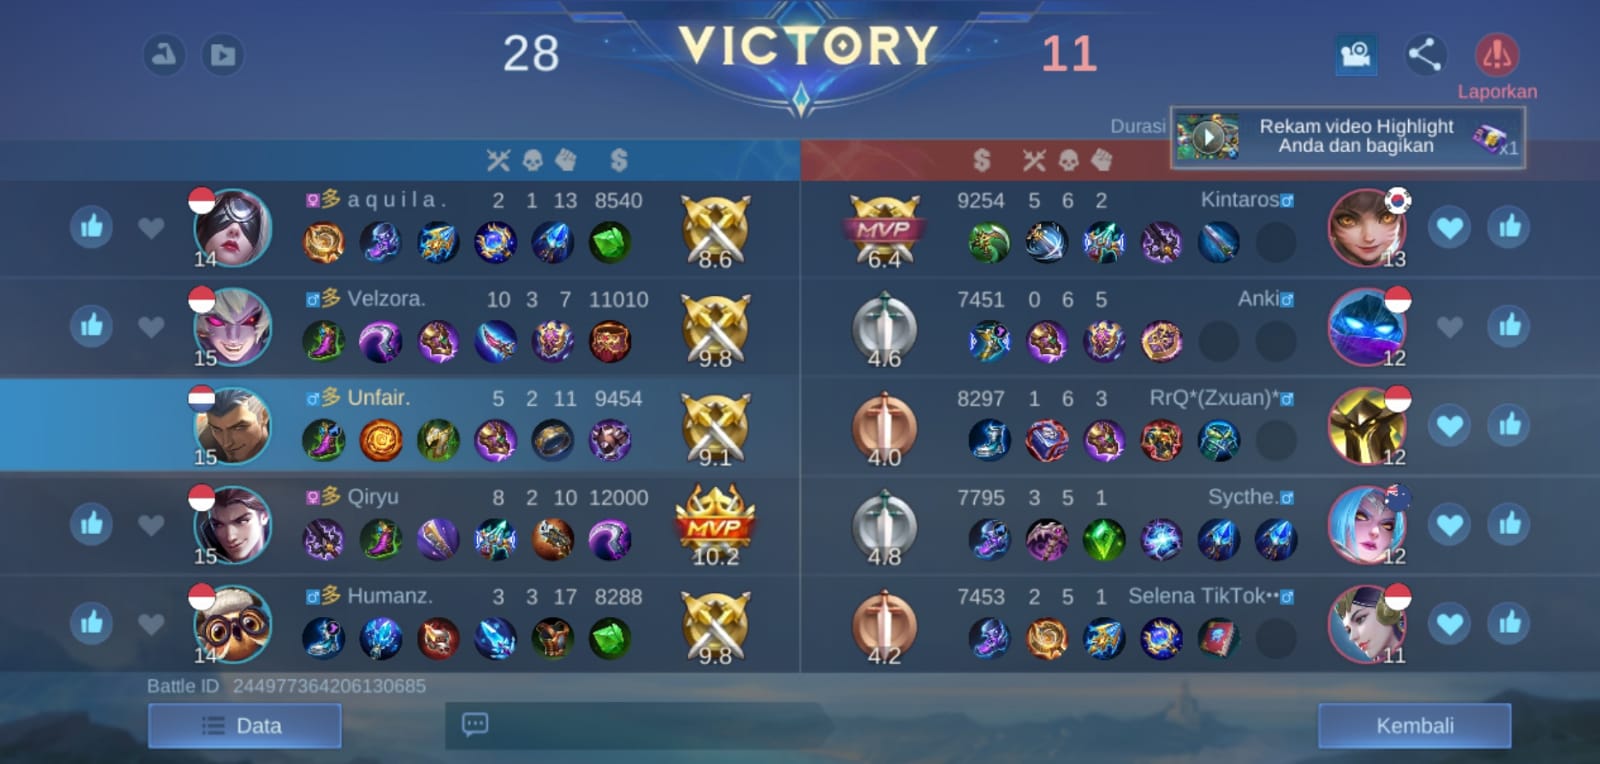 28 VICTORY 11
Laporkan
Durasi
Rekam video Highlight
Anda dan bagikan
x1
多 a q u i l a . 2 1 13 8540
14 8.6
多 Velzora. 10 3 7 11010
15 9.8
多 Unfair. 5 2 11 9454
15 9.1
多 Qiryu 8 2 10 12000
MVP
15 10.2
多 Humanz. 3 3 17 8288
14 9.8
9254 5 6 2 Kintaros
MVP
6.4 13
7451 0 6 5 Anki
4.6 12
8297 1 6 3 RrQ*(Zxuan)*
4.0 12
7795 3 5 1 Sycthe.
4.8 12
7453 2 5 1 Selena TikTok••
4.2 11
Battle ID 244977364206130685
Data
Kembali